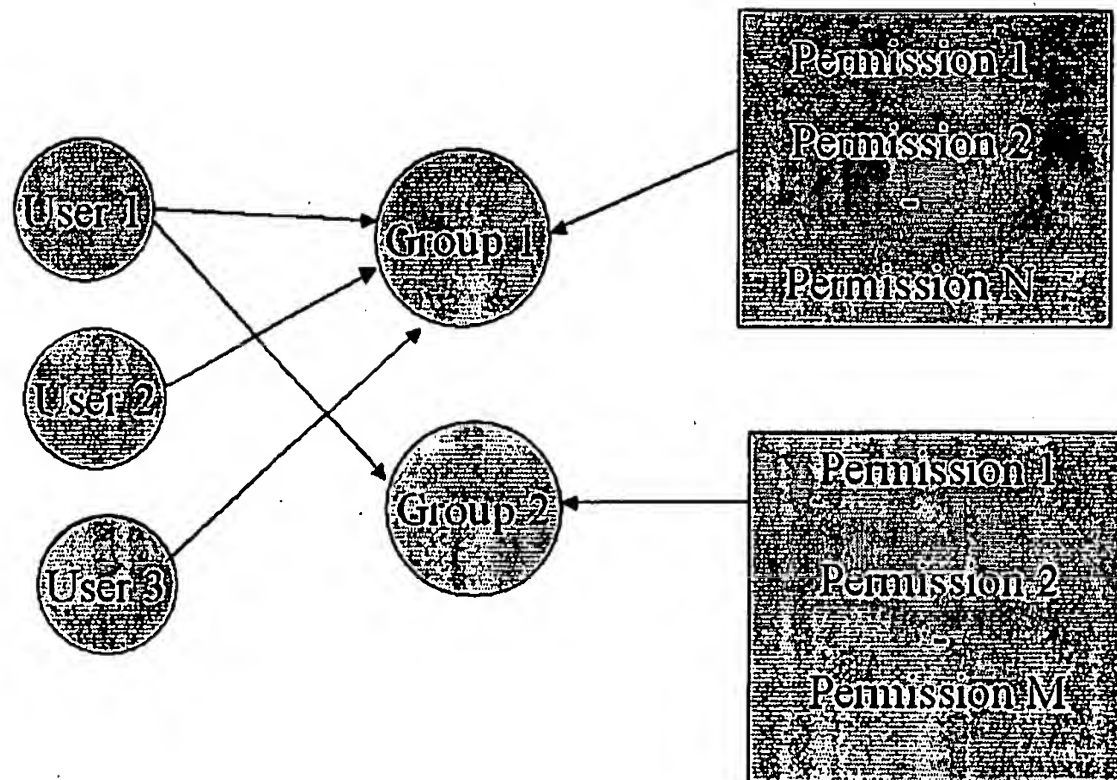 User 1
User 2
User 3
Group 1
Group 2
Permission 1
Permission 2
-
Permission N
Permission 1
Permission 2
-
Permission M